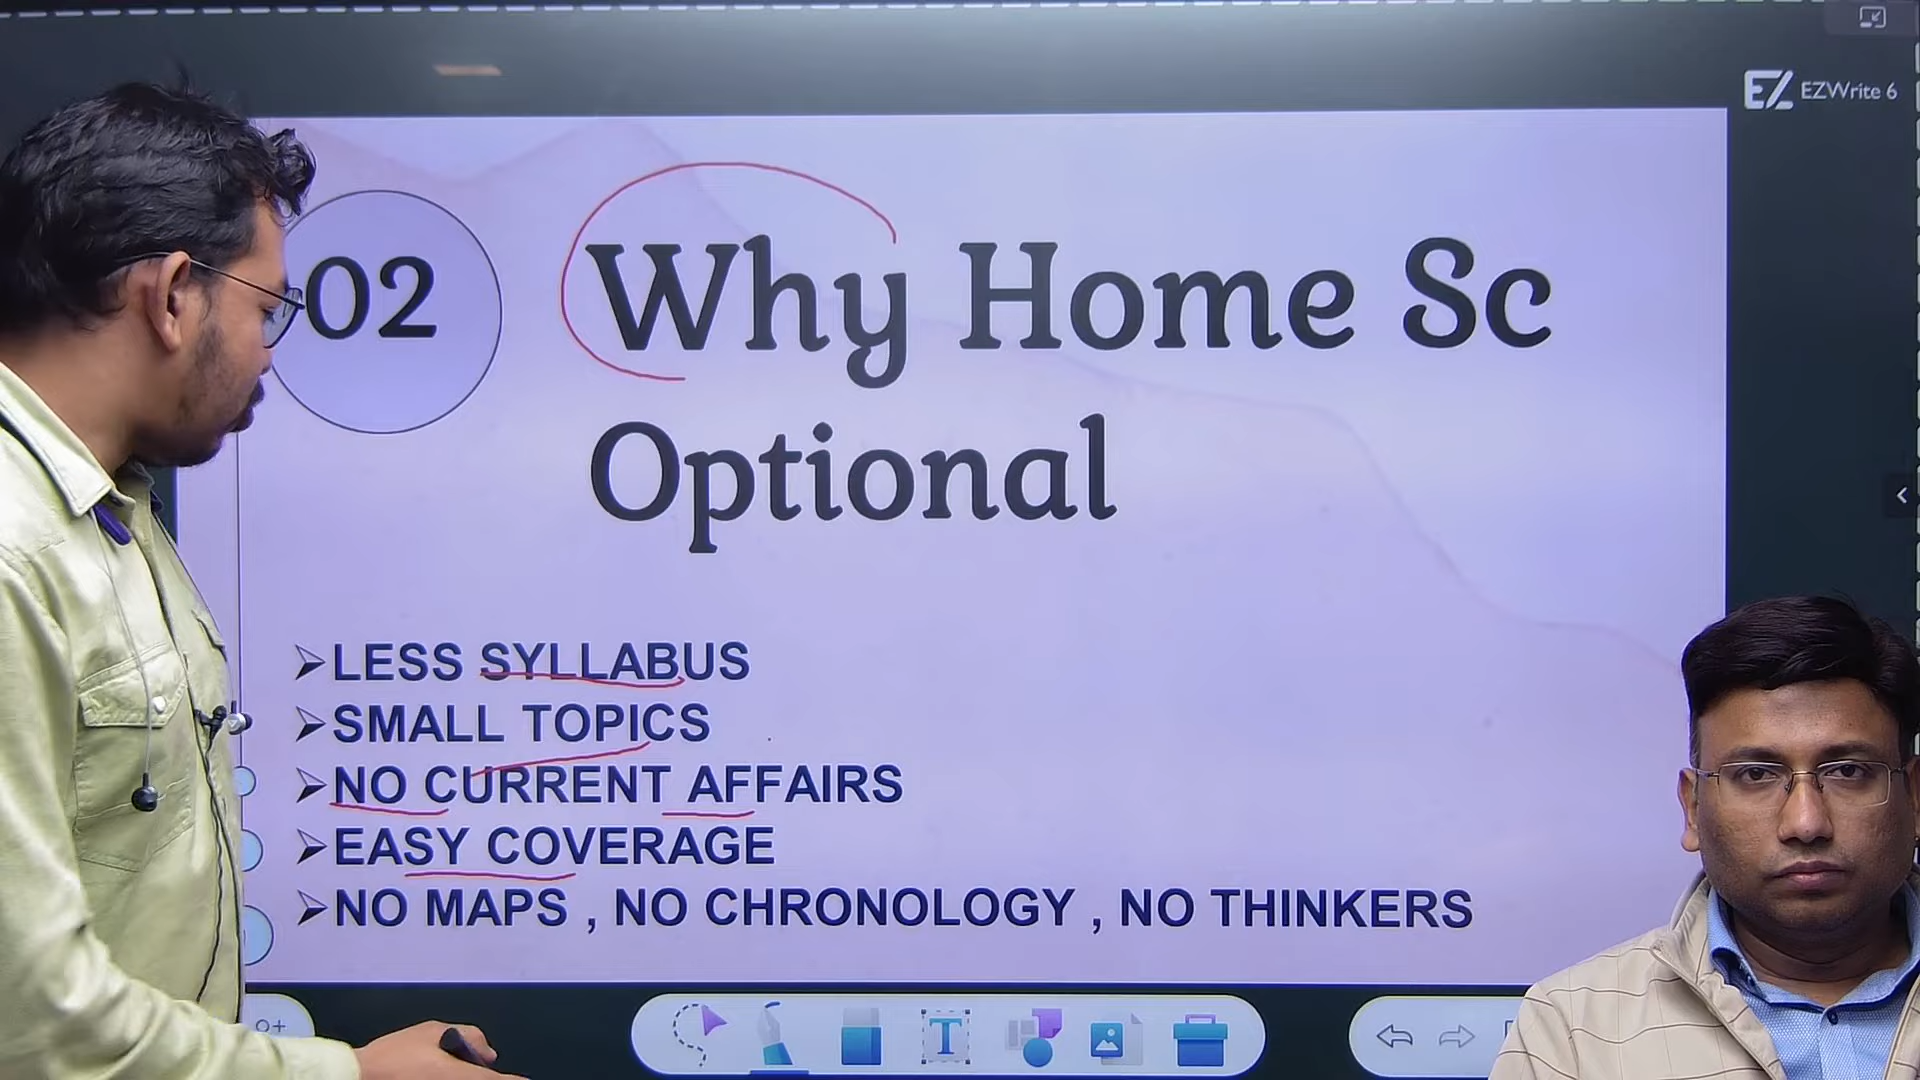 EZ EZWrite 6
02
Why Home Sc
Optional
➢LESS SYLLABUS
➢SMALL TOPICS
➢NO CURRENT AFFAIRS
➢EASY COVERAGE
➢NO MAPS , NO CHRONOLOGY , NO THINKERS
T